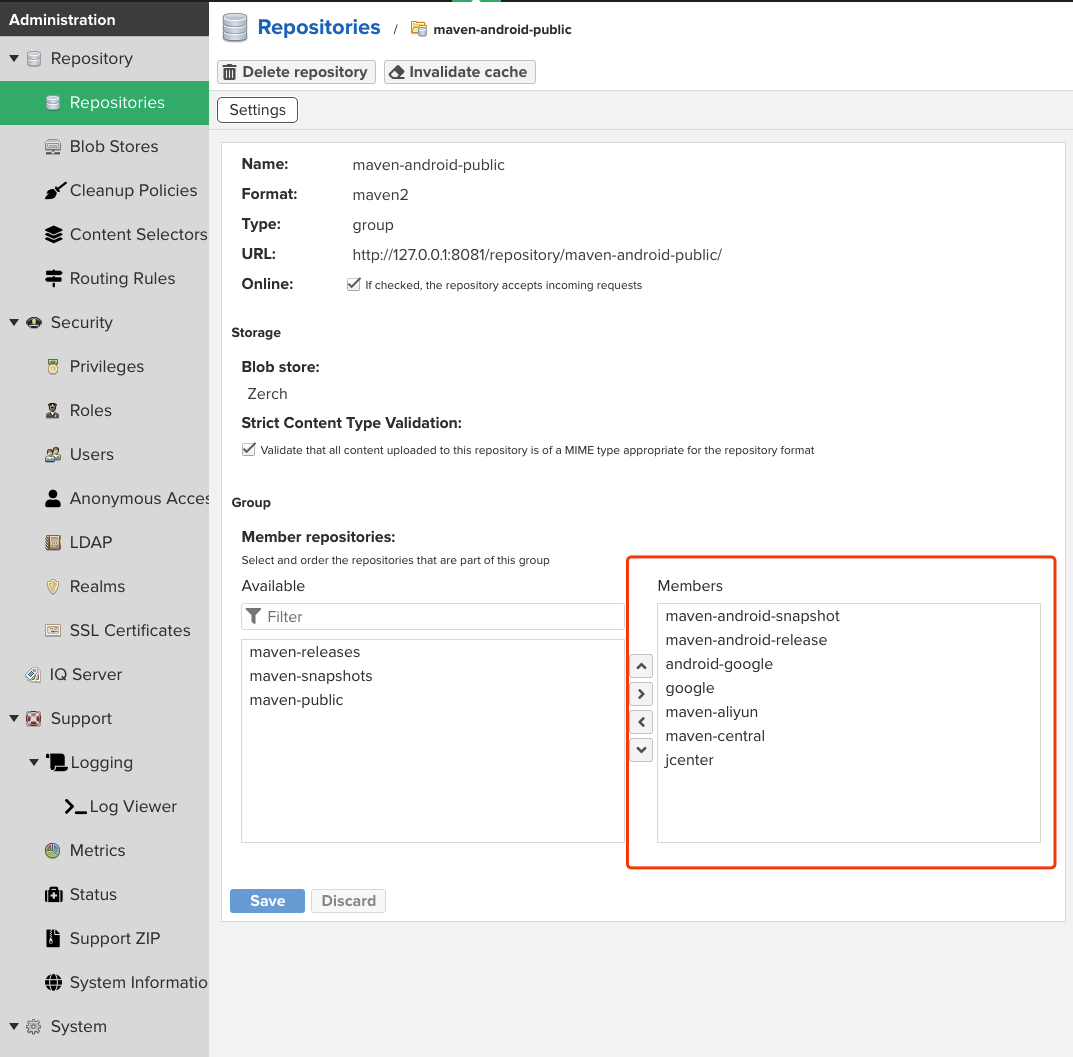 Administration
Repository
Repositories
Blob Stores
Cleanup Policies
Content Selectors
Routing Rules
Security
Privileges
Roles
Users
Anonymous Acces
LDAP
Realms
SSL Certificates
IQ Server
Support
Logging
Log Viewer
Metrics
Status
Support ZIP
System Informatio
System
Repositories / maven-android-public
Delete repository Invalidate cache
Settings
Name: maven-android-public
Format: maven2
Type: group
URL: http://127.0.0.1:8081/repository/maven-android-public/
Online: If checked, the repository accepts incoming requests
Storage
Blob store:
Zerch
Strict Content Type Validation:
Validate that all content uploaded to this repository is of a MIME type appropriate for the repository format
Group
Member repositories:
Select and order the repositories that are part of this group
Available
Filter
maven-releases
maven-snapshots
maven-public
Members
maven-android-snapshot
maven-android-release
android-google
google
maven-aliyun
maven-central
jcenter
Save Discard